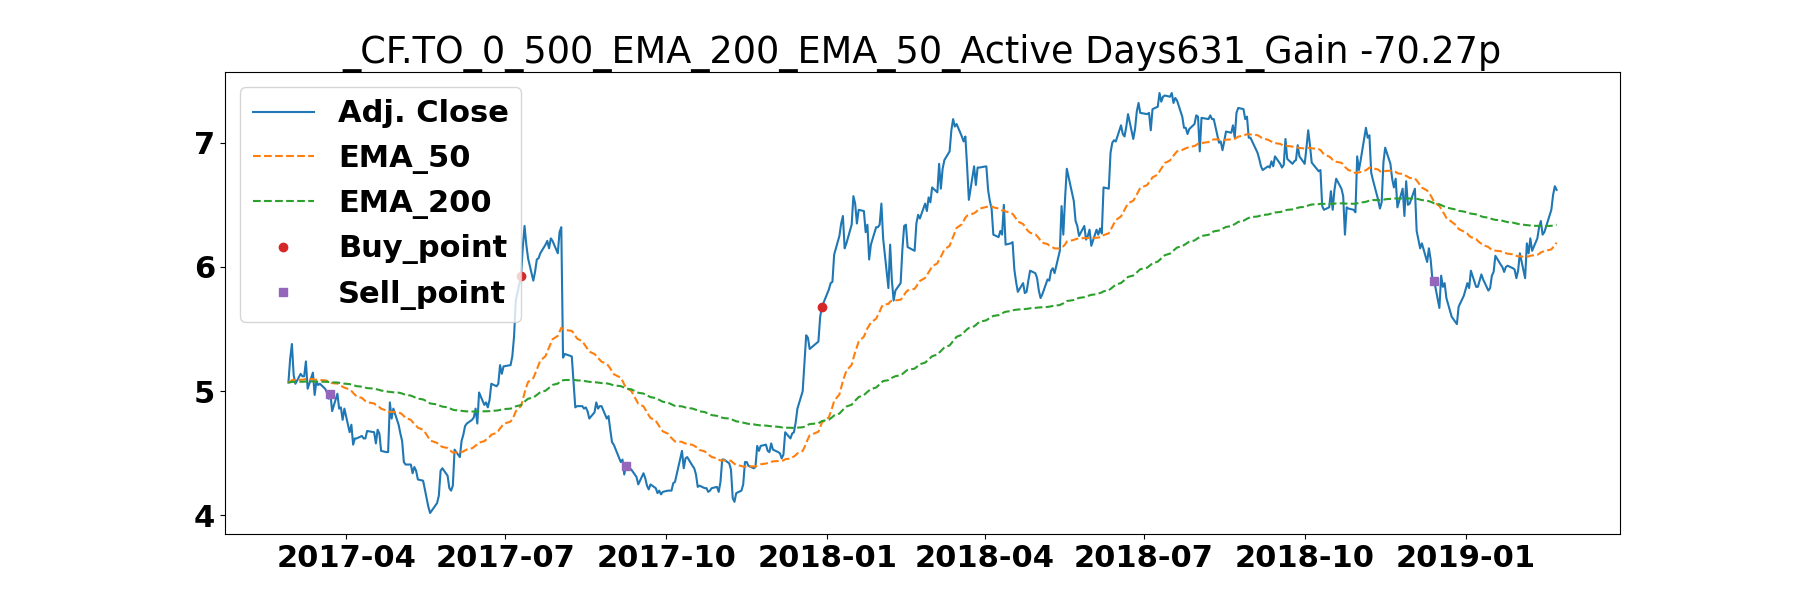 _CF.TO_0_500_EMA_200_EMA_50_Active Days631_Gain -70.27p
Adj. Close
EMA_50
EMA_200
Buy_point
Sell_point
7
6
5
4
2017-04 2017-07 2017-10 2018-01 2018-04 2018-07 2018-10 2019-01